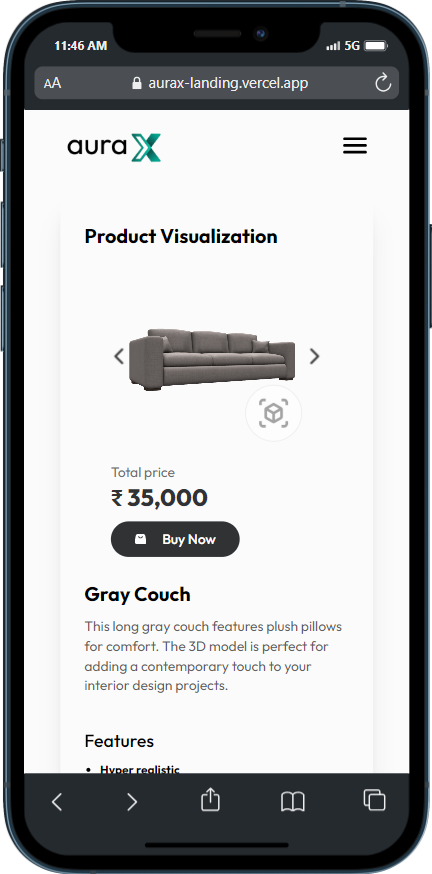 11:46 AM
5G
AA
aurax-landing.vercel.app
aura X
Product Visualization
Total price
₹ 35,000
Buy Now
Gray Couch
This long gray couch features plush pillows
for comfort. The 3D model is perfect for
adding a contemporary touch to your
interior design projects.
Features
• Hyper realistic